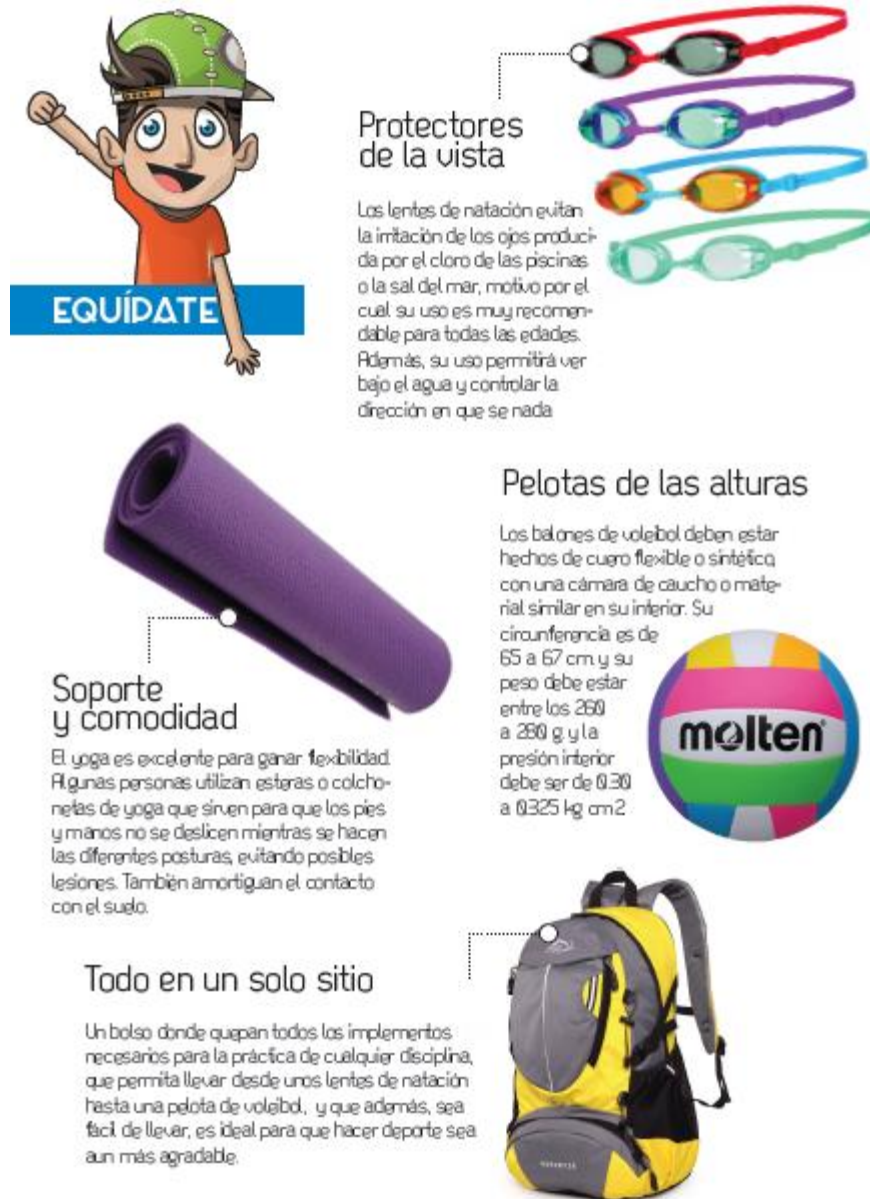 EQUÍDATE
Protectores
de la vista
Los lentes de natación evitan
la irritación de los ojos produci-
da por el cloro de las piscinas
o la sal del mar, motivo por el
cual su uso es muy recomen-
dable para todas las edades.
Además, su uso permitirá ver
bajo el agua y controlar la
dirección en que se nada
Pelotas de las alturas
Los balones de voleibol deben estar
hechos de cuero flexible o sintético,
con una cámara de caucho o mate-
rial similar en su interior. Su
circunferencia es de
65 a 67 cm. y su
peso debe estar
entre los 260
a 280 g. y la
presión interior
debe ser de 0.30
a 0.325 kg cm2
molten
Soporte
y comodidad
El yoga es excelente para ganar flexibilidad.
Algunas personas utilizan esteras o colcho-
netas de yoga que sirven para que los pies
y manos no se deslicen mientras se hacen
las diferentes posturas, evitando posibles
lesiones. También amortiguan el contacto
con el suelo.
Todo en un solo sitio
Un bolso donde quepan todos los implementos
necesarios para la práctica de cualquier disciplina,
que permita llevar desde unos lentes de natación
hasta una pelota de voleibol, y que además, sea
fácil de llevar, es ideal para que hacer deporte sea
aun más agradable.